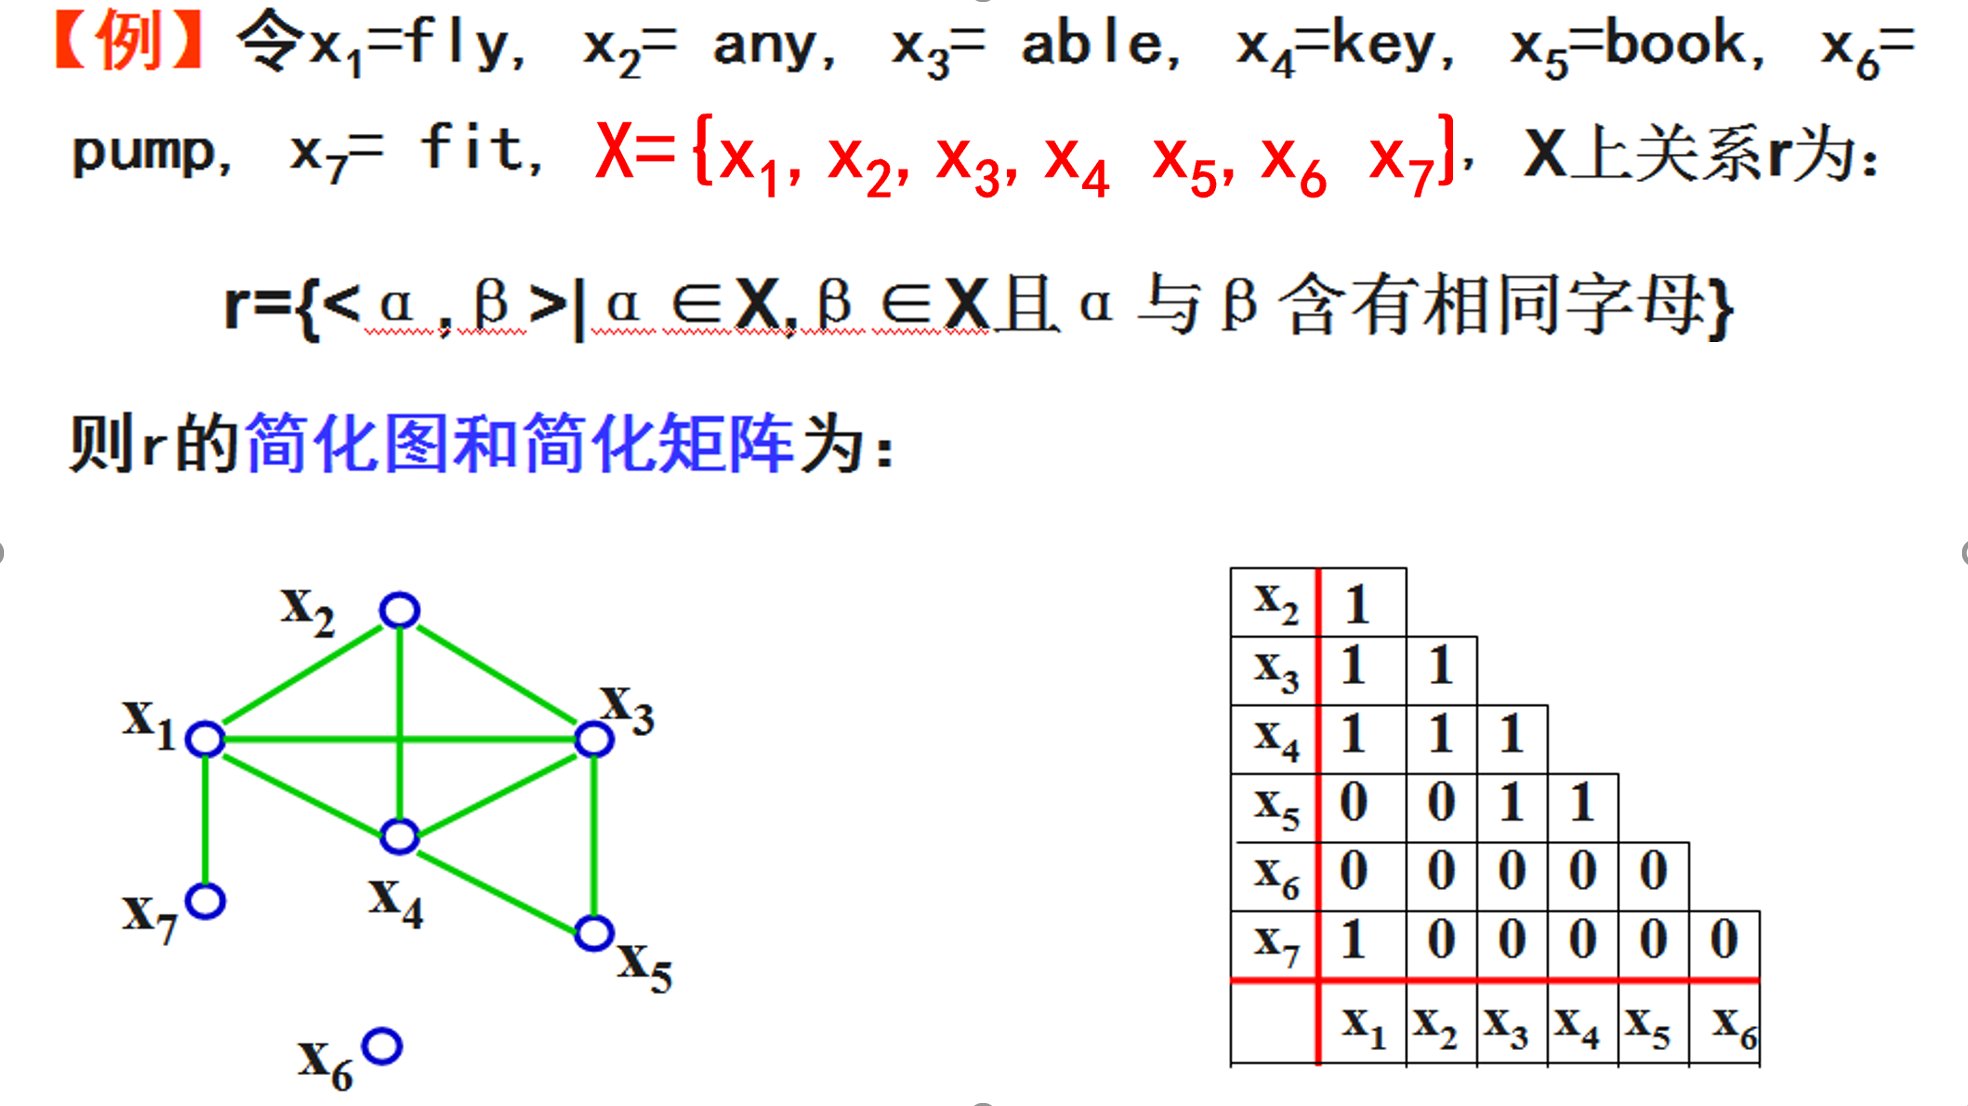 【例】令x₁=fly, x₂= any, x₃= able, x₄=key, x₅=book, x₆=
pump, x₇= fit, X={x₁, x₂, x₃, x₄ x₅, x₆ x₇}, X上关系r为:
r={<α,β>|α∈X,β∈X且α与β含有相同字母}
则r的简化图和简化矩阵为:
x₂
x₁
x₃
x₇
x₄
x₅
x₆
x₂ 1
x₃ 1 1
x₄ 1 1 1
x₅ 0 0 1 1
x₆ 0 0 0 0 0
x₇ 1 0 0 0 0 0
x₁ x₂ x₃ x₄ x₅ x₆